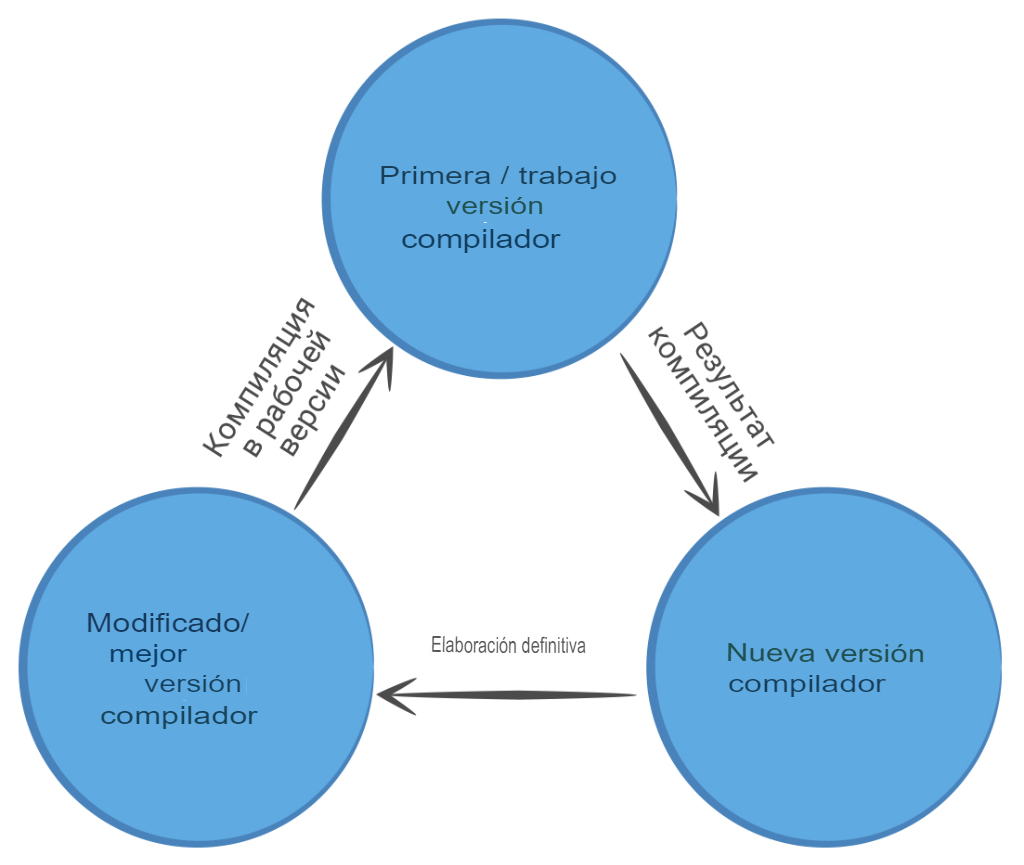 Primera / trabajo
versión
compilador
Компиляция
в рабочей
версии
Результат
компиляции
Modificado/
mejor
versión
compilador
Elaboración definitiva
Nueva versión
compilador